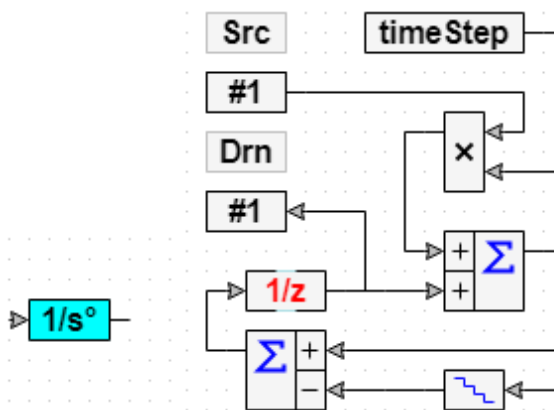 Src
timeStep
#1
Drn
×
#1
+
Σ
1/z
+
1/s°
Σ
+
−